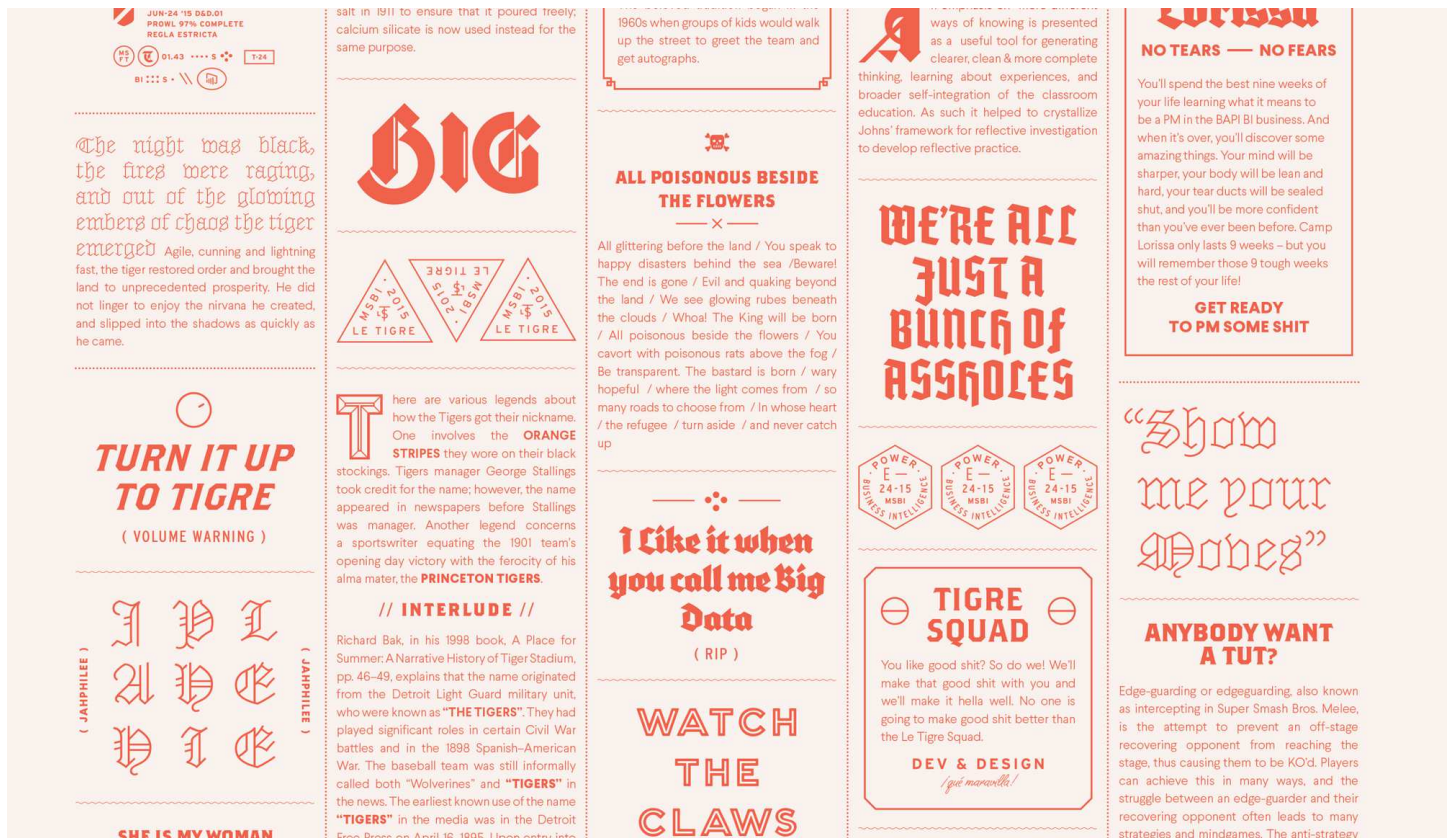 JUN-24 '15 D&D.01
PROWL 97% COMPLETE
REGLA ESTRICTA
MS
FT
01.43
S
T-24
BI
S
The night was black,
the fires were raging,
and out of the glowing
embers of chaos the tiger
emerged Agile, cunning and lightning
fast, the tiger restored order and brought the
land to unprecedented prosperity. He did
not linger to enjoy the nirvana he created,
and slipped into the shadows as quickly as
he came.
TURN IT UP
TO TIGRE
( VOLUME WARNING )
( JAHPHILEE )
( JAHPHILEE )
SHE IS MY WOMAN
salt in 1911 to ensure that it poured freely;
calcium silicate is now used instead for the
same purpose.
BIG
MSBI · 2015
LE TIGRE
MSBI · 2015
LE TIGRE
MSBI · 2015
LE TIGRE
There are various legends about
how the Tigers got their nickname.
One involves the ORANGE
STRIPES they wore on their black
stockings. Tigers manager George Stallings
took credit for the name; however, the name
appeared in newspapers before Stallings
was manager. Another legend concerns
a sportswriter equating the 1901 team's
opening day victory with the ferocity of his
alma mater, the PRINCETON TIGERS.
// INTERLUDE //
Richard Bak, in his 1998 book, A Place for
Summer: A Narrative History of Tiger Stadium,
pp. 46–49, explains that the name originated
from the Detroit Light Guard military unit,
who were known as “THE TIGERS”. They had
played significant roles in certain Civil War
battles and in the 1898 Spanish–American
War. The baseball team was still informally
called both “Wolverines” and “TIGERS” in
the news. The earliest known use of the name
“TIGERS” in the media was in the Detroit
Free Press on April 16, 1895. Upon entry into
1960s when groups of kids would walk
up the street to greet the team and
get autographs.
ALL POISONOUS BESIDE
THE FLOWERS
All glittering before the land / You speak to
happy disasters behind the sea /Beware!
The end is gone / Evil and quaking beyond
the land / We see glowing rubes beneath
the clouds / Whoa! The King will be born
/ All poisonous beside the flowers / You
cavort with poisonous rats above the fog /
Be transparent. The bastard is born / wary
hopeful / where the light comes from / so
many roads to choose from / In whose heart
/ the refugee / turn aside / and never catch
up
I Like it when
you call me Big
Data
( RIP )
WATCH
THE
CLAWS
ways of knowing is presented
as a useful tool for generating
clearer, clean & more complete
thinking, learning about experiences, and
broader self-integration of the classroom
education. As such it helped to crystallize
Johns' framework for reflective investigation
to develop reflective practice.
WE'RE ALL
JUST A
BUNCH OF
ASSHOLES
· POWER ·
E —
24-15
MSBI
BUSINESS INTELLIGENCE
· POWER ·
E —
24-15
MSBI
BUSINESS INTELLIGENCE
· POWER ·
E —
24-15
MSBI
BUSINESS INTELLIGENCE
TIGRE
SQUAD
You like good shit? So do we! We'll
make that good shit with you and
we'll make it hella well. No one is
going to make good shit better than
the Le Tigre Squad.
DEV & DESIGN
¡qué maravilla!
Lorissa
NO TEARS — NO FEARS
You'll spend the best nine weeks of
your life learning what it means to
be a PM in the BAPI BI business. And
when it's over, you'll discover some
amazing things. Your mind will be
sharper, your body will be lean and
hard, your tear ducts will be sealed
shut, and you'll be more confident
than you've ever been before. Camp
Lorissa only lasts 9 weeks – but you
will remember those 9 tough weeks
the rest of your life!
GET READY
TO PM SOME SHIT
“Show
me your
Moves”
ANYBODY WANT
A TUT?
Edge-guarding or edgeguarding, also known
as intercepting in Super Smash Bros. Melee,
is the attempt to prevent an off-stage
recovering opponent from reaching the
stage, thus causing them to be KO'd. Players
can achieve this in many ways, and the
struggle between an edge-guarder and their
recovering opponent often leads to many
strategies and mindgames. The anti-strategy